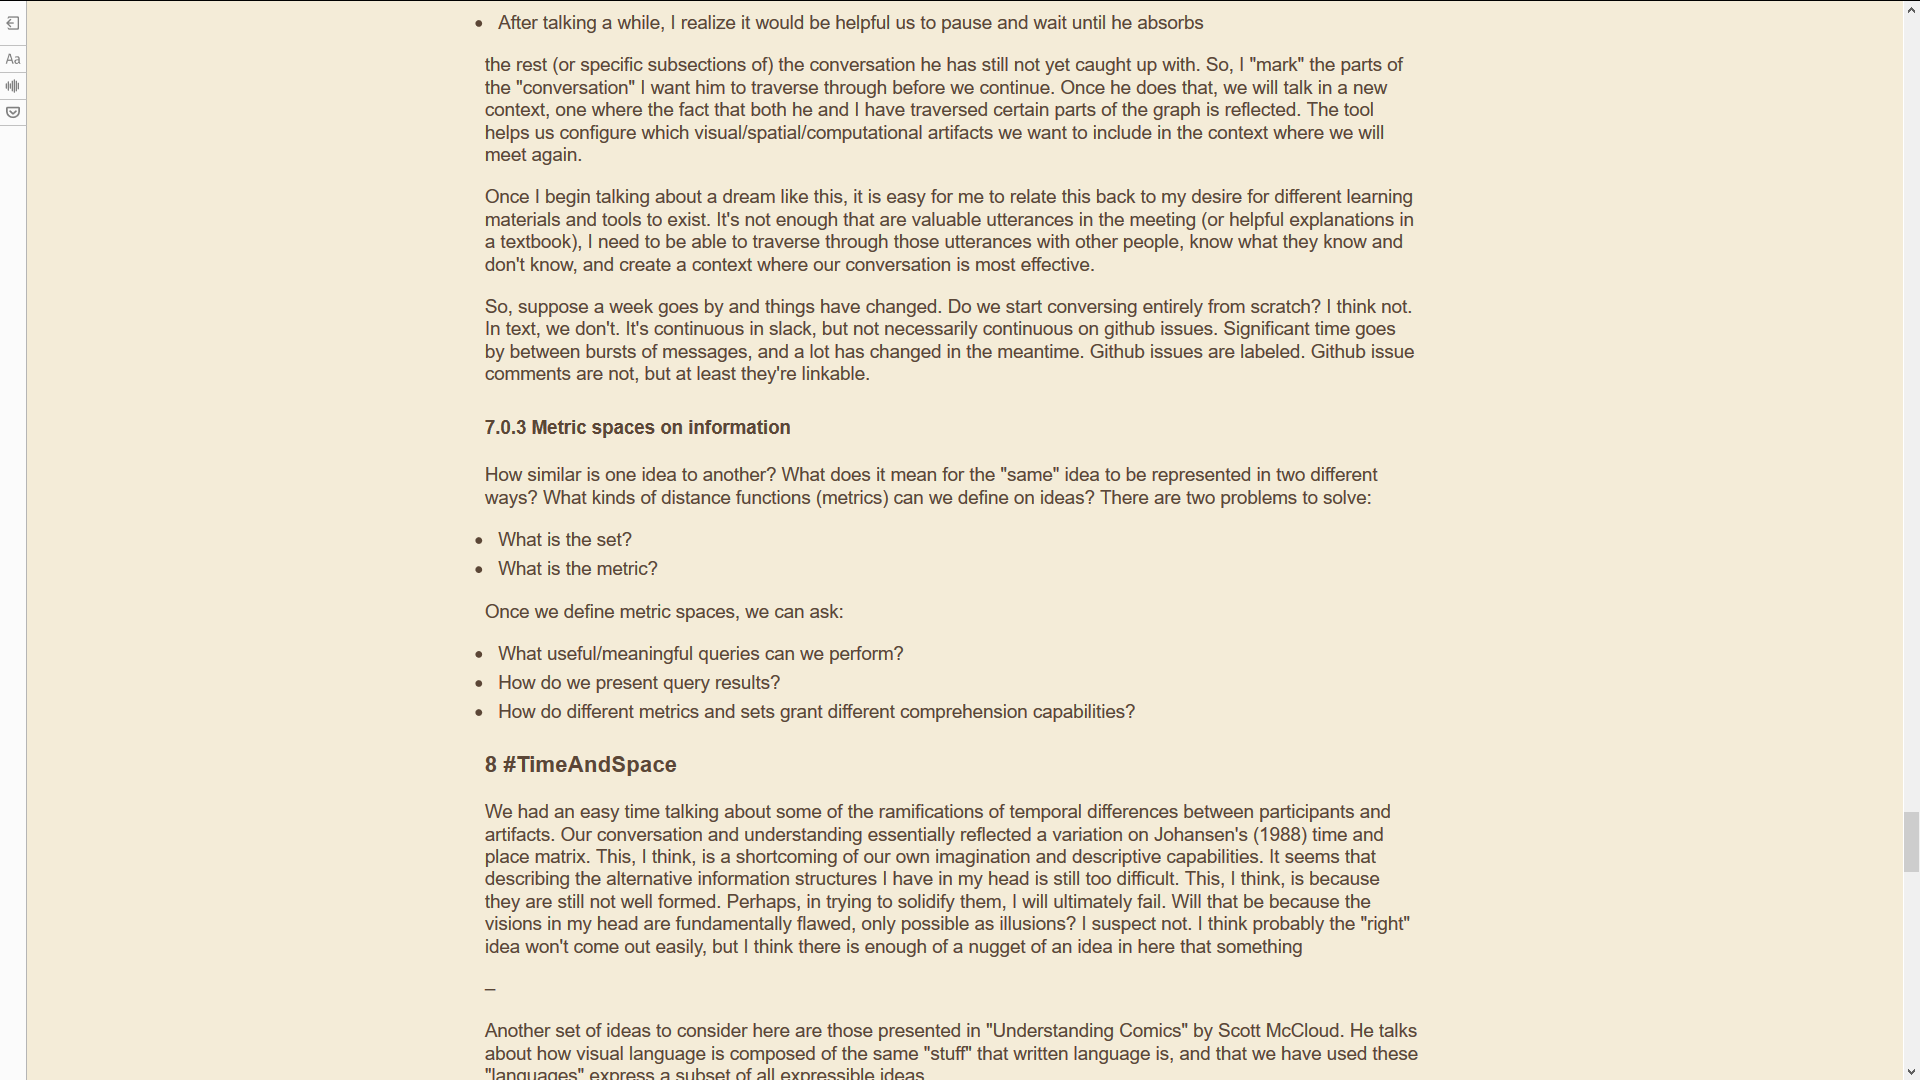 • After talking a while, I realize it would be helpful us to pause and wait until he absorbs
the rest (or specific subsections of) the conversation he has still not yet caught up with. So, I "mark" the parts of
the "conversation" I want him to traverse through before we continue. Once he does that, we will talk in a new
context, one where the fact that both he and I have traversed certain parts of the graph is reflected. The tool
helps us configure which visual/spatial/computational artifacts we want to include in the context where we will
meet again.
Aa
Once I begin talking about a dream like this, it is easy for me to relate this back to my desire for different learning
materials and tools to exist. It's not enough that are valuable utterances in the meeting (or helpful explanations in
a textbook), I need to be able to traverse through those utterances with other people, know what they know and
don't know, and create a context where our conversation is most effective.
So, suppose a week goes by and things have changed. Do we start conversing entirely from scratch? I think not.
In text, we don't. It's continuous in slack, but not necessarily continuous on github issues. Significant time goes
by between bursts of messages, and a lot has changed in the meantime. Github issues are labeled. Github issue
comments are not, but at least they're linkable.
7.0.3 Metric spaces on information
How similar is one idea to another? What does it mean for the "same" idea to be represented in two different
ways? What kinds of distance functions (metrics) can we define on ideas? There are two problems to solve:
• What is the set?
• What is the metric?
Once we define metric spaces, we can ask:
• What useful/meaningful queries can we perform?
• How do we present query results?
• How do different metrics and sets grant different comprehension capabilities?
8 #TimeAndSpace
We had an easy time talking about some of the ramifications of temporal differences between participants and
artifacts. Our conversation and understanding essentially reflected a variation on Johansen's (1988) time and
place matrix. This, I think, is a shortcoming of our own imagination and descriptive capabilities. It seems that
describing the alternative information structures I have in my head is still too difficult. This, I think, is because
they are still not well formed. Perhaps, in trying to solidify them, I will ultimately fail. Will that be because the
visions in my head are fundamentally flawed, only possible as illusions? I suspect not. I think probably the "right"
idea won't come out easily, but I think there is enough of a nugget of an idea in here that something
–
Another set of ideas to consider here are those presented in "Understanding Comics" by Scott McCloud. He talks
about how visual language is composed of the same "stuff" that written language is, and that we have used these
"languages" express a subset of all expressible ideas.